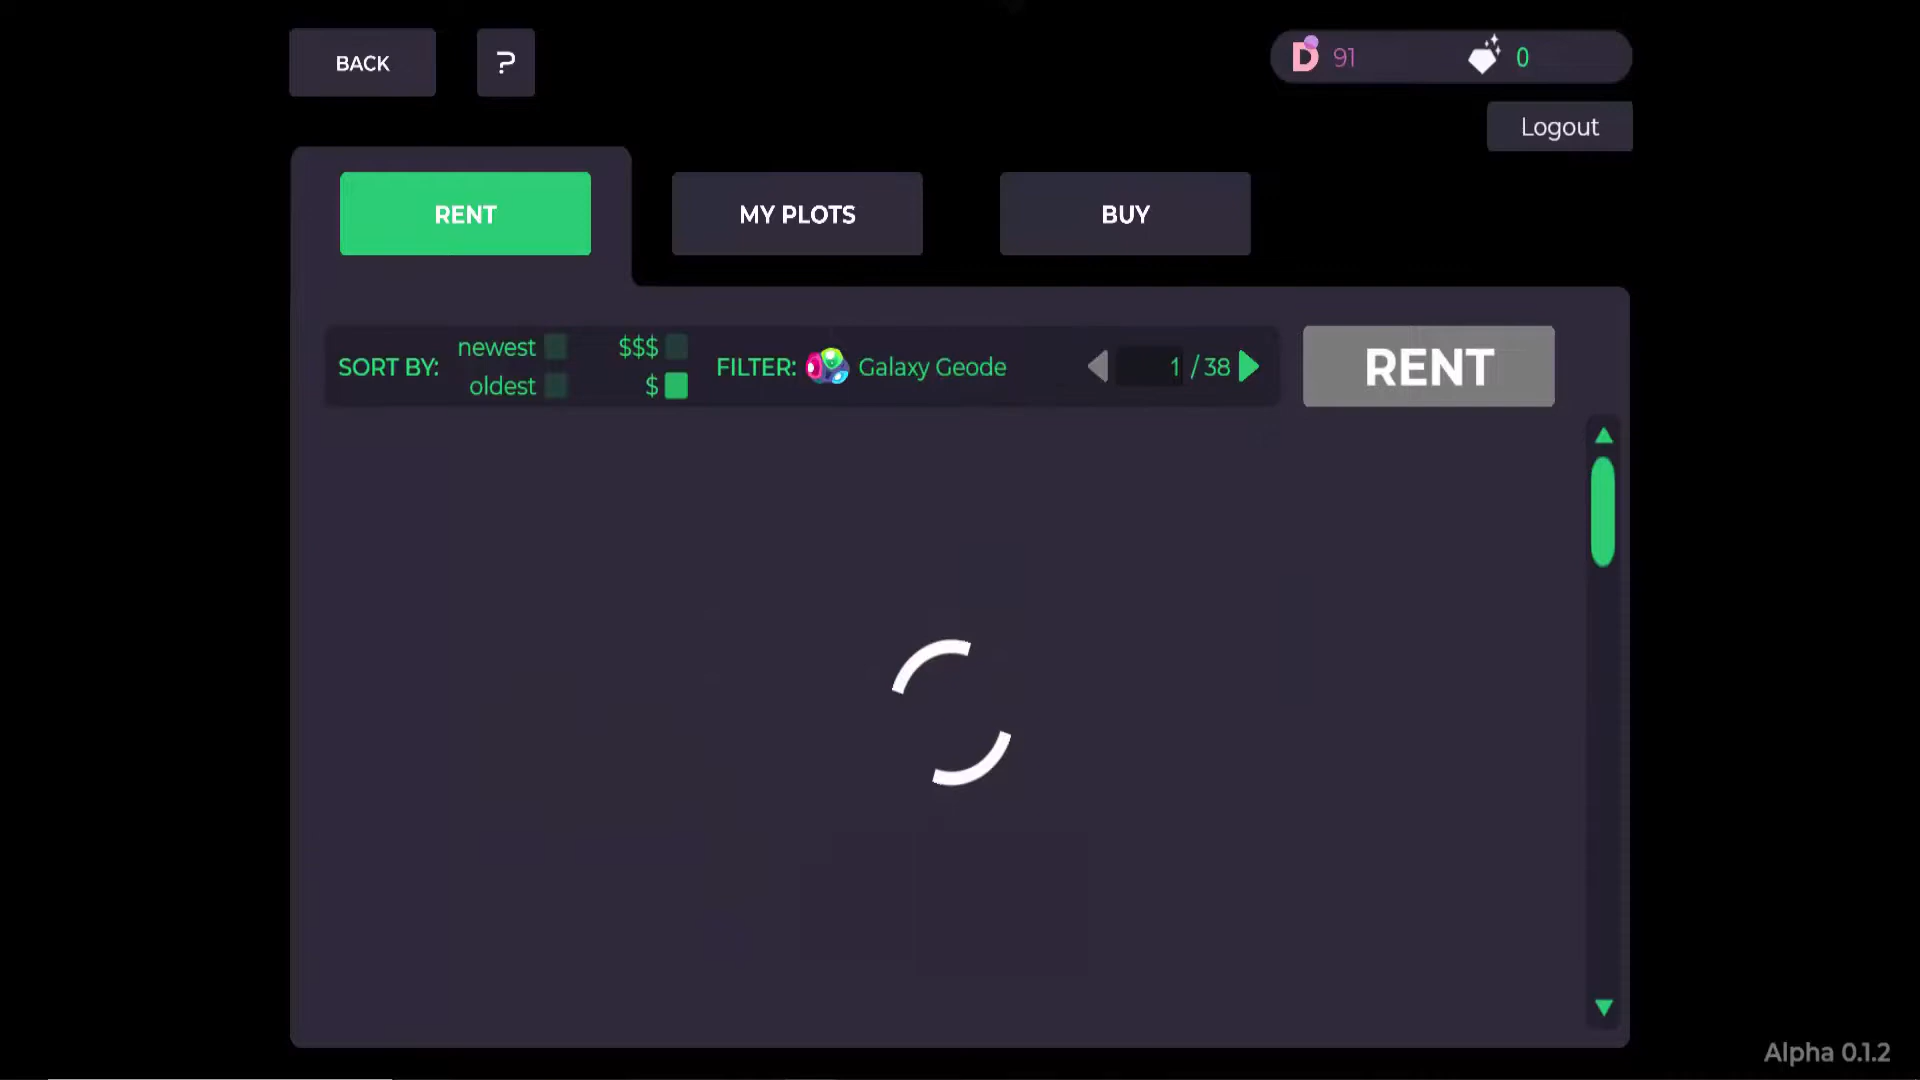 BACK
?
D 91
0
Logout
RENT
MY PLOTS
BUY
SORT BY:
newest
$$$
oldest
$
FILTER:
Galaxy Geode
1 / 38
RENT
Alpha 0.1.2